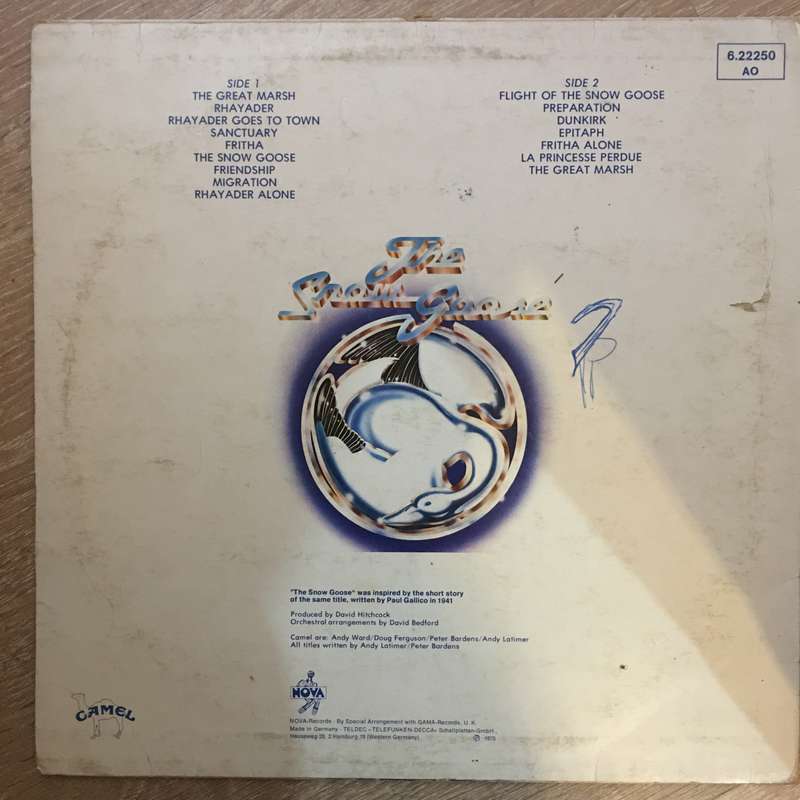 6.22250
AO
SIDE 1
THE GREAT MARSH
RHAYADER
RHAYADER GOES TO TOWN
SANCTUARY
FRITHA
THE SNOW GOOSE
FRIENDSHIP
MIGRATION
RHAYADER ALONE
SIDE 2
FLIGHT OF THE SNOW GOOSE
PREPARATION
DUNKIRK
EPITAPH
FRITHA ALONE
LA PRINCESSE PERDUE
THE GREAT MARSH
The
Snow Goose
"The Snow Goose" was inspired by the short story
of the same title, written by Paul Gallico in 1941
Produced by David Hitchcock
Orchestral arrangements by David Bedford
Camel are: Andy Ward/Doug Ferguson/Peter Bardens/Andy Latimer
All titles written by Andy Latimer/Peter Bardens
NOVA
CAMEL
NOVA-Records · By Special Arrangement with GAMA-Records, U. K.
Made in Germany · TELDEC »TELEFUNKEN-DECCA« Schallplatten-GmbH,
Heussweg 25, 2 Hamburg 19 (Western Germany) ℗ 1975